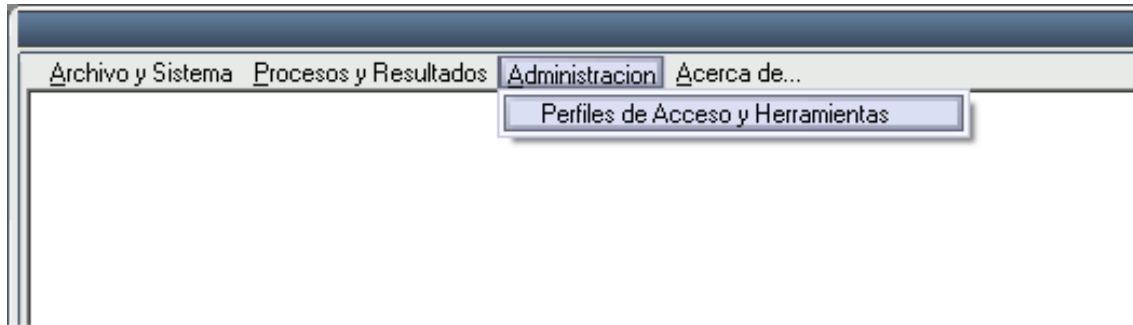 Archivo y Sistema Procesos y Resultados Administracion Acerca de...
Perfiles de Acceso y Herramientas